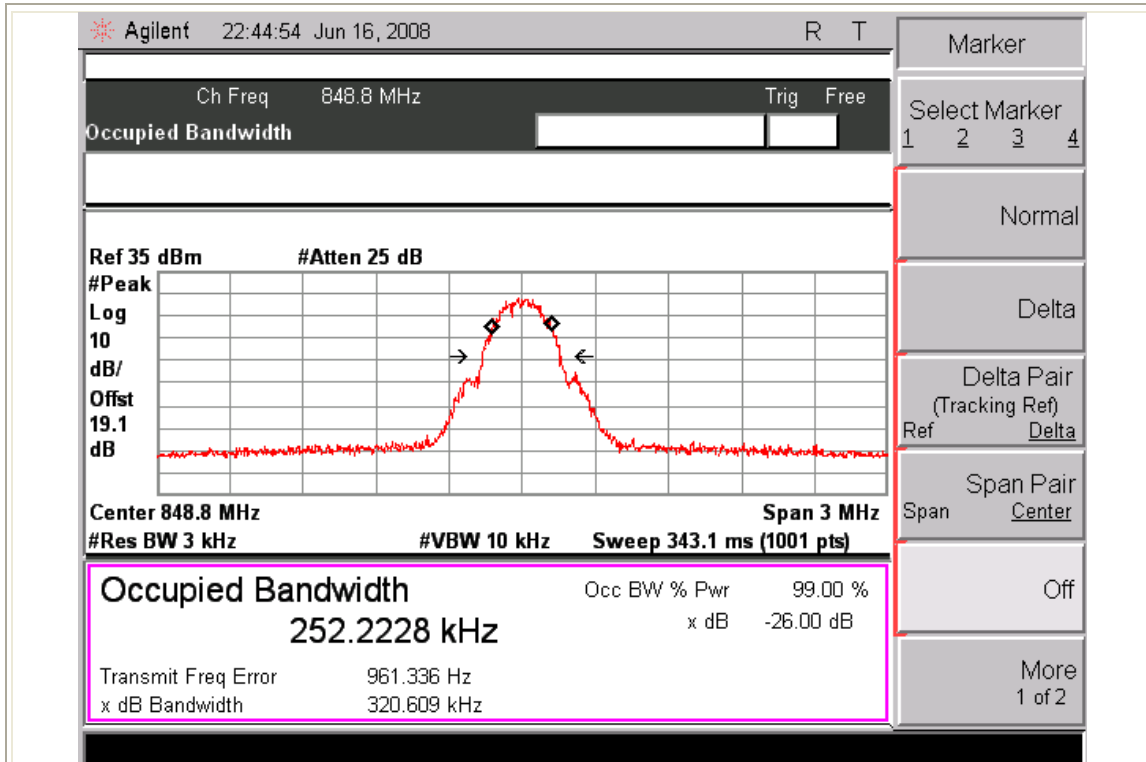 Agilent 22:44:54 Jun 16, 2008 R T
Marker
Ch Freq 848.8 MHz Trig Free
Occupied Bandwidth
Select Marker
1 2 3 4
Normal
Ref 35 dBm #Atten 25 dB
#Peak
Log
10
dB/
Offst
19.1
dB
Delta
Delta Pair
(Tracking Ref)
Ref Delta
Span Pair
Span Center
Center 848.8 MHz Span 3 MHz
#Res BW 3 kHz #VBW 10 kHz Sweep 343.1 ms (1001 pts)
Occupied Bandwidth Occ BW % Pwr 99.00 %
252.2228 kHz x dB -26.00 dB
Off
Transmit Freq Error 961.336 Hz
x dB Bandwidth 320.609 kHz
More
1 of 2